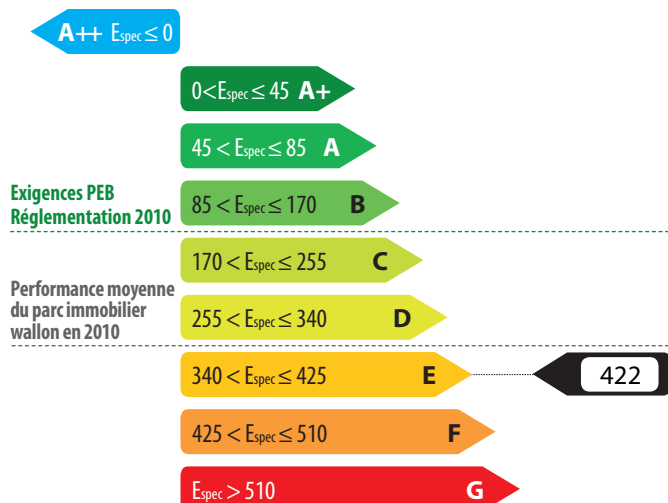 A++ Espec ≤ 0
0<Espec ≤ 45 A+
45 < Espec ≤ 85 A
Exigences PEB
Réglementation 2010
85 < Espec ≤ 170 B
170 < Espec ≤ 255 C
Performance moyenne
du parc immobilier
wallon en 2010
255 < Espec ≤ 340 D
340 < Espec ≤ 425 E
422
425 < Espec ≤ 510 F
Espec > 510 G